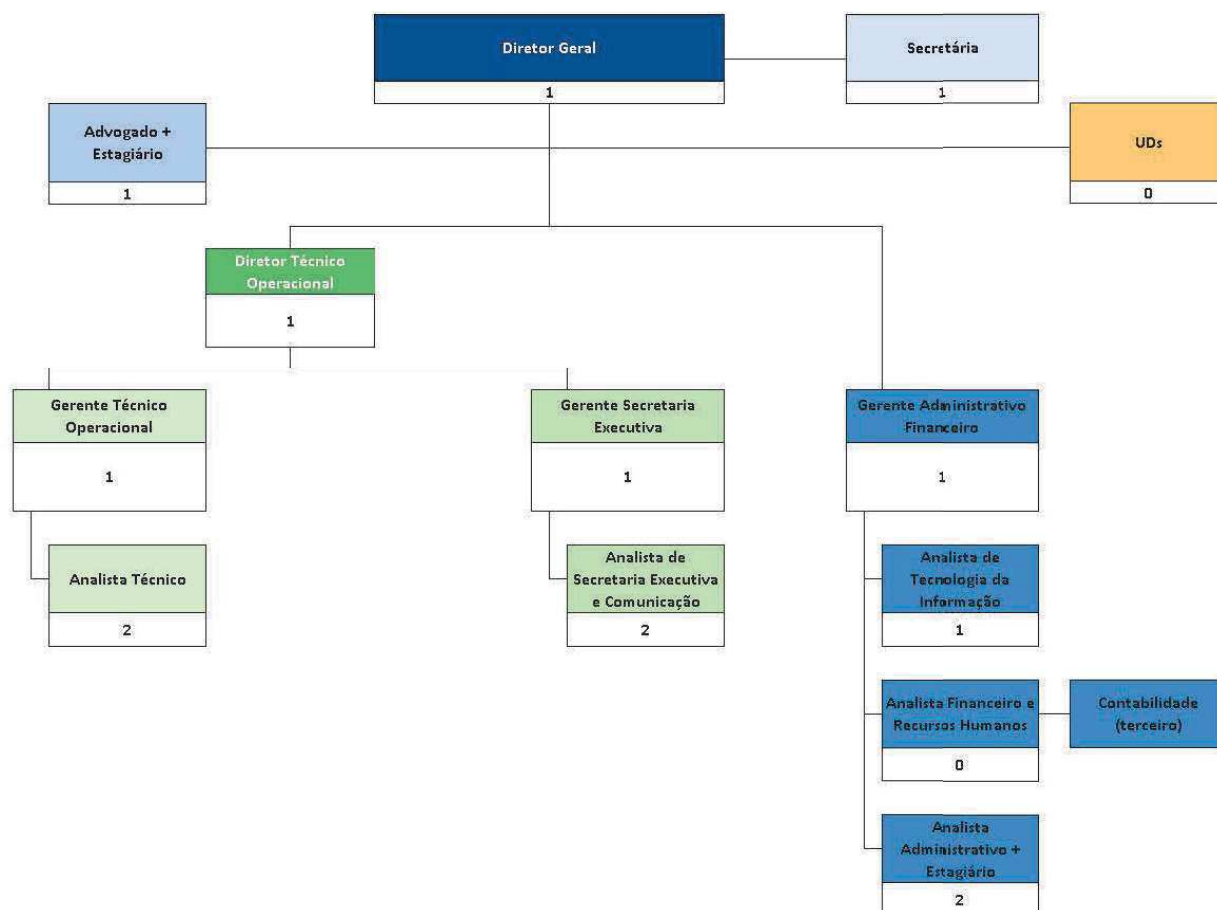 Diretor Geral
1
Secretária
1
Advogado +
Estagiário
1
UDs
0
Diretor Técnico
Operacional
1
Gerente Técnico
Operacional
1
Gerente Secretaria
Executiva
1
Gerente Administrativo
Financeiro
1
Analista Técnico
2
Analista de
Secretaria Executiva
e Comunicação
2
Analista de
Tecnologia da
Informação
1
Analista Financeiro e
Recursos Humanos
0
Contabilidade
(terceiro)
Analista
Administrativo +
Estagiário
2